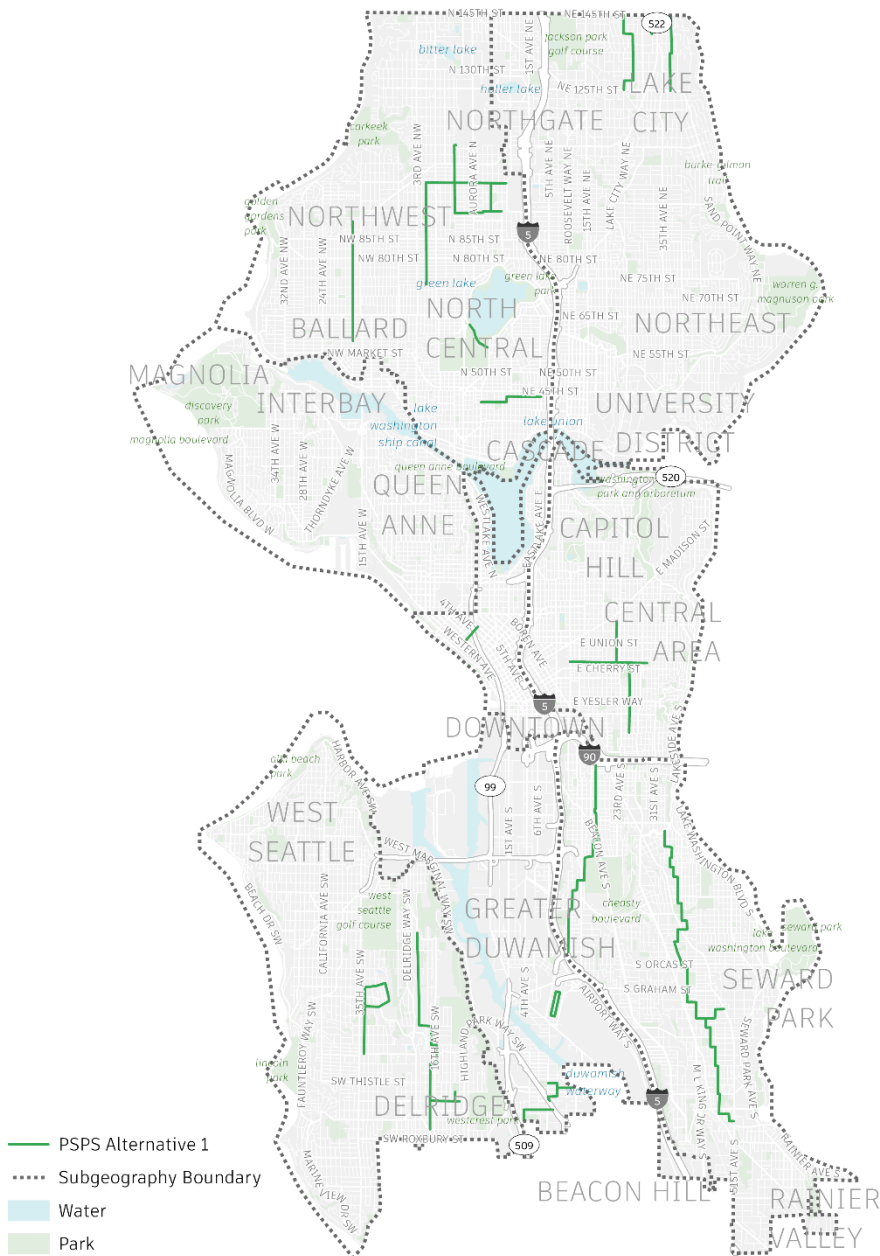 N 145TH ST
NE 145TH ST
522
bitter lake
1ST AVE NE
jackson park
golf course
N 130TH ST
haller lake
NE 125TH ST
LAKE
CITY
NORTHGATE
carkeek
park
3RD AVE NW
AURORA AVE N
5TH AVE NE
ROOSEVELT WAY NE
15TH AVE NE
LAKE CITY WAY NE
35TH AVE NE
burke-gilman
trail
SAND POINT WAY NE
golden
gardens
park
NORTHWEST
5
32ND AVE NW
24TH AVE NW
NW 85TH ST
N 85TH ST
NW 80TH ST
N 80TH ST
NE 80TH ST
green lake
green lake
park
NE 75TH ST
NE 70TH ST
warren g.
magnuson park
NORTH
CENTRAL
NE 65TH ST
NORTHEAST
BALLARD
NW MARKET ST
NE 55TH ST
N 50TH ST
NE 50TH ST
MAGNOLIA
INTERBAY
NE 45TH ST
discovery
park
magnolia boulevard
lake
washington
ship canal
lake union
UNIVERSITY
DISTRICT
CASCADE
34TH AVE W
28TH AVE W
THORNDYKE AVE W
MAGNOLIA BLVD W
15TH AVE W
queen anne boulevard
QUEEN
ANNE
WESTLAKE AVE N
EASTLAKE AVE E
washington
park and arboretum
520
CAPITOL
HILL
E MADISON ST
4TH AVE
WESTERN AVE
5TH AVE
BOREN AVE
CENTRAL
AREA
E UNION ST
E CHERRY ST
E YESLER WAY
5
DOWNTOWN
90
LAKESIDE AVE S
99
1ST AVE S
6TH AVE S
23RD AVE S
31ST AVE S
BEACON AVE S
LAKE WASHINGTON BLVD S
alki beach
park
HARBOR AVE SW
WEST
SEATTLE
WEST MARGINAL WAY SW
BEACH DR SW
CALIFORNIA AVE SW
west
seattle
golf course
DELRIDGE WAY SW
GREATER
DUWAMISH
cheasty
boulevard
seward park
lake
washington boulevard
S ORCAS ST
S GRAHAM ST
SEWARD
PARK
35TH AVE SW
4TH AVE S
AIRPORT WAY S
FAUNTLEROY WAY SW
16TH AVE SW
HIGHLAND PARK WAY SW
lincoln
park
SW THISTLE ST
duwamish
waterway
M L KING JR WAY S
SEWARD PARK AVE S
DELRIDGE
westcrest park
5
SW ROXBURY ST
509
MARINE VIEW DR SW
BEACON HILL
51ST AVE S
RAINIER AVE S
RAINIER
VALLEY
PSPS Alternative 1
Subgeography Boundary
Water
Park